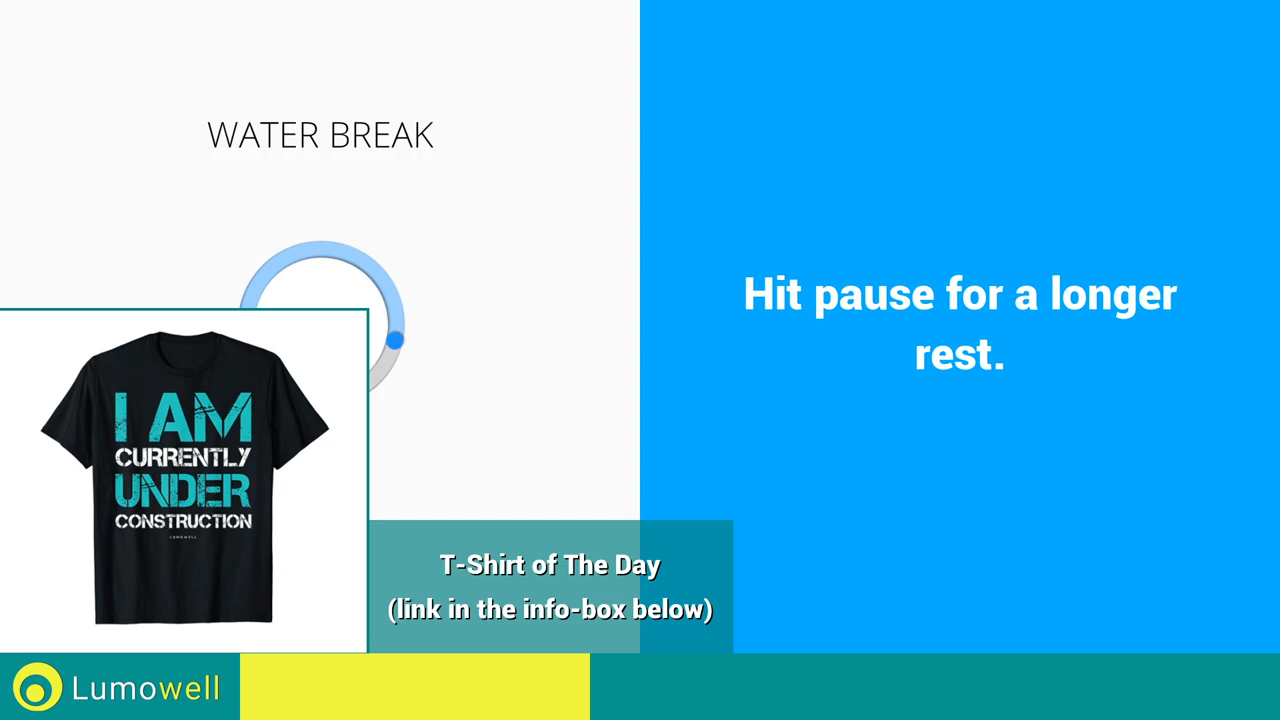 WATER BREAK
Hit pause for a longer
rest.
I AM
CURRENTLY
UNDER
CONSTRUCTION
LUMOWELL
T-Shirt of The Day
(link in the info-box below)
Lumowell